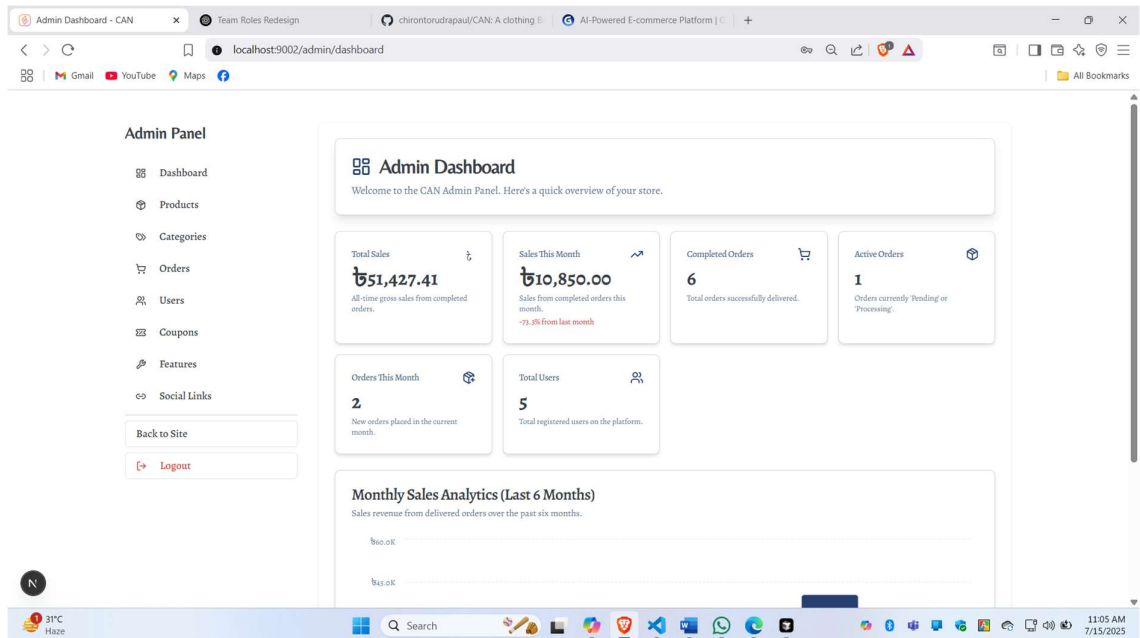 Admin Dashboard - CAN
Team Roles Redesign
chirontorudrapaul/CAN: A clothing B
AI-Powered E-commerce Platform | C
localhost:9002/admin/dashboard
Gmail
YouTube
Maps
All Bookmarks
Admin Panel
Dashboard
Products
Categories
Orders
Users
Coupons
Features
Social Links
Back to Site
Logout
Admin Dashboard
Welcome to the CAN Admin Panel. Here's a quick overview of your store.
Total Sales ৳
৳51,427.41
All-time gross sales from completed
orders.
Sales This Month
৳10,850.00
Sales from completed orders this
month.
-73.3% from last month
Completed Orders
6
Total orders successfully delivered.
Active Orders
1
Orders currently 'Pending' or
'Processing'.
Orders This Month
2
New orders placed in the current
month.
Total Users
5
Total registered users on the platform.
Monthly Sales Analytics (Last 6 Months)
Sales revenue from delivered orders over the past six months.
৳60.0K
৳45.0K
N
1
31°C
Haze
Search
11:05 AM
7/15/2025